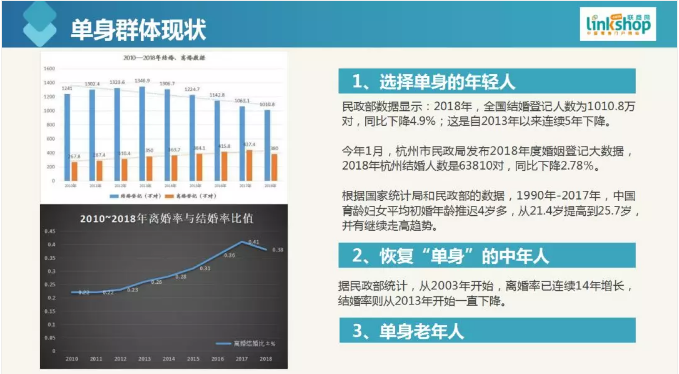 单身群体现状
联商网
linkshop
2010—2018年结婚、离婚数据
1600
1400
1200
1000
800
600
400
200
0
1241
1302.4
1323.6
1346.9
1306.7
1224.7
1142.8
1063.1
1010.8
267.8
287.4
310.4
350
363.7
384.1
415.8
437.4
380
2010年
2011年
2012年
2013年
2014年
2015年
2016年
2017年
2018年
结婚登记（万对）
离婚登记（万对）
2010~2018年离婚率与结婚率比值
0.45
0.4
0.35
0.3
0.25
0.2
0.15
0.1
0.05
0
0.22
0.22
0.23
0.26
0.28
0.31
0.36
0.41
0.38
2010
2011
2012
2013
2014
2015
2016
2017
2018
离婚结婚比：%
1、选择单身的年轻人
民政部数据显示：2018年，全国结婚登记人数为1010.8万
对，同比下降4.9%；这是自2013年以来连续5年下降。
今年1月，杭州市民政局发布2018年度婚姻登记大数据，
2018年杭州结婚人数是63810对，同比下降2.78%。
根据国家统计局和民政部的数据，1990年-2017年，中国
育龄妇女平均初婚年龄推迟4岁多，从21.4岁提高到25.7岁，
并有继续走高趋势。
2、恢复“单身”的中年人
据民政部统计，从2003年开始，离婚率已连续14年增长，
结婚率则从2013年开始一直下降。
3、单身老年人